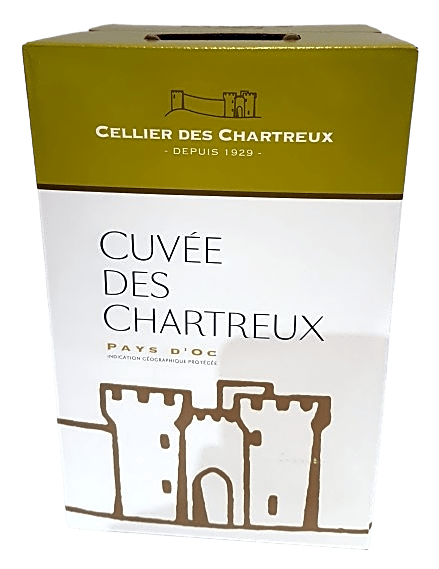 CELLIER DES CHARTREUX
- DEPUIS 1929 -
CUVÉE
DES
CHARTREUX
PAYS D'OC
INDICATION GÉOGRAPHIQUE PROTÉGÉE